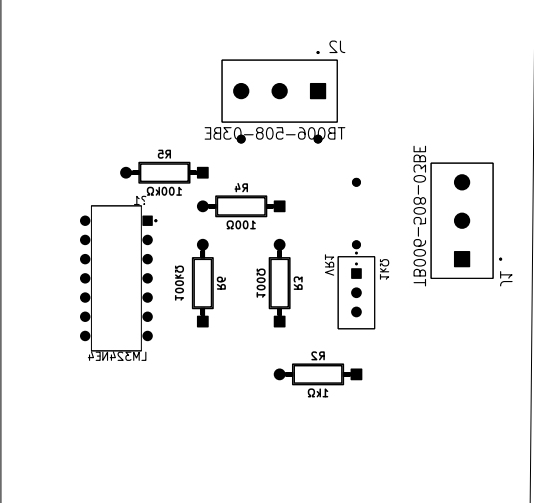 J2
TB006-508-03BE
R5
100kΩ
?1
R4
100Ω
TB006-508-03BE
J1
100kΩ
R6
100Ω
R3
VR1
1kΩ
LM324NE4
R2
1kΩ